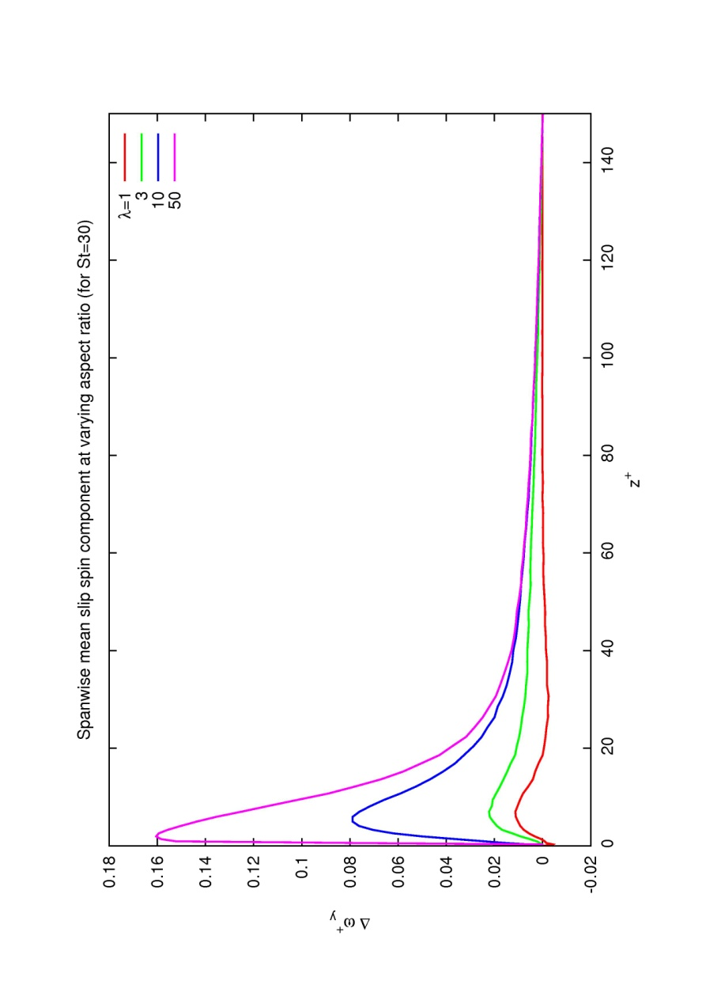 Spanwise mean slip spin component at varying aspect ratio (for St=30)
λ=1
3
10
50
0.18
0.16
0.14
0.12
0.1
0.08
0.06
0.04
0.02
0
-0.02
Δ ω⁺y
0 20 40 60 80 100 120 140
z⁺